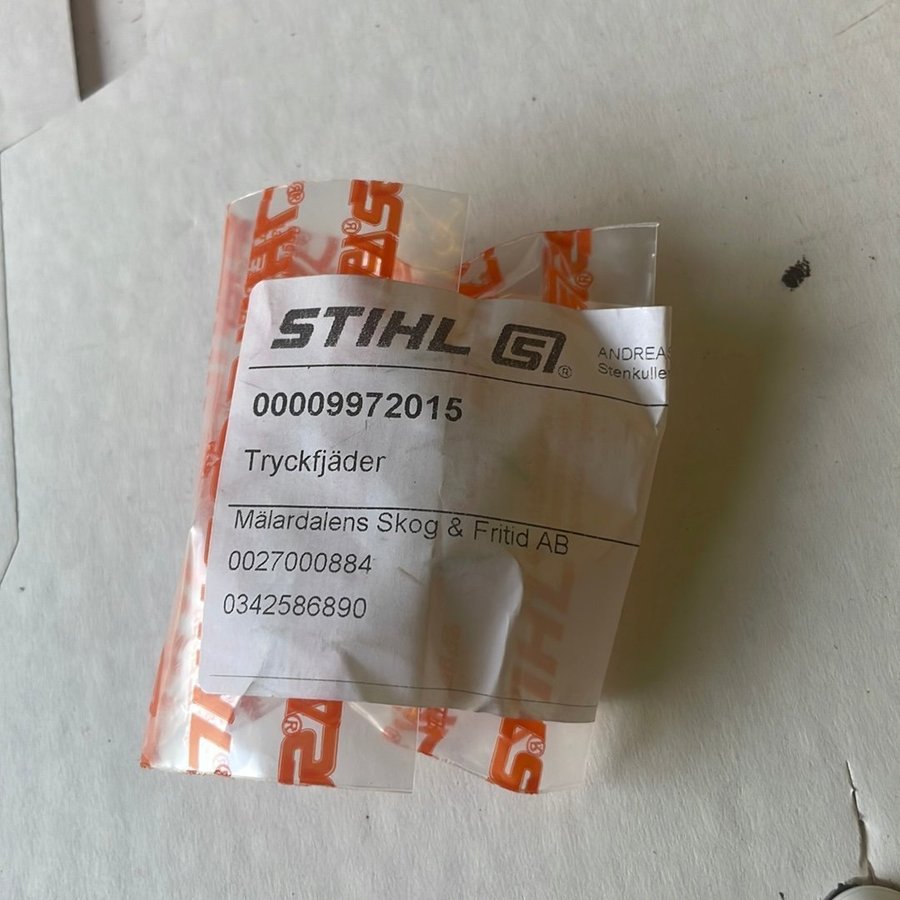 STIHL
ANDREAS
Stenkulle
00009972015
Tryckfjäder
Mälardalens Skog & Fritid AB
0027000884
0342586890